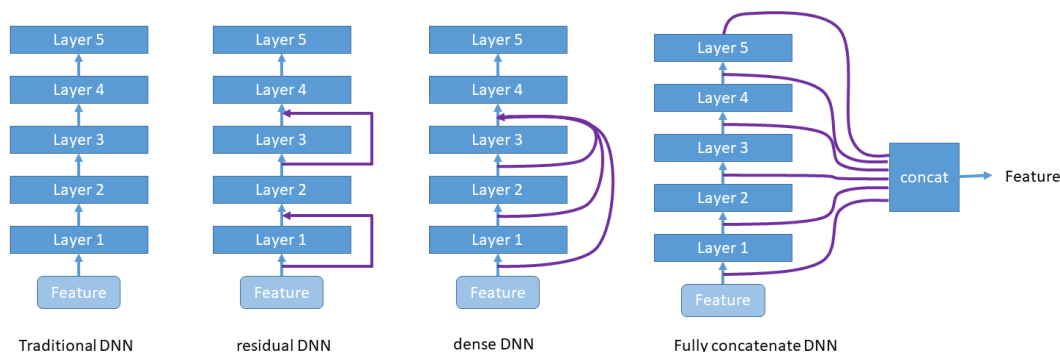 Layer 5
Layer 4
Layer 3
Layer 2
Layer 1
Feature
Traditional DNN
Layer 5
Layer 4
Layer 3
Layer 2
Layer 1
Feature
residual DNN
Layer 5
Layer 4
Layer 3
Layer 2
Layer 1
Feature
dense DNN
Layer 5
Layer 4
Layer 3
Layer 2
Layer 1
Feature
concat
Feature
Fully concatenate DNN